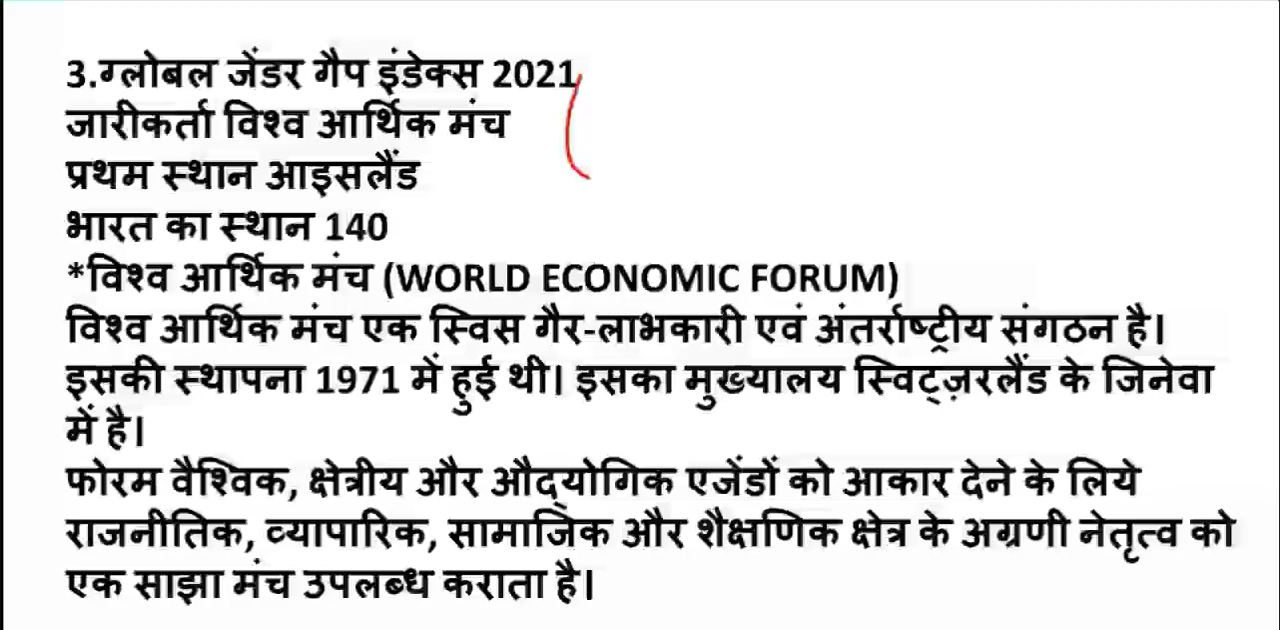 3.ग्लोबल जेंडर गैप इंडेक्स 2021
जारीकर्ता विश्व आर्थिक मंच
प्रथम स्थान आइसलैंड
भारत का स्थान 140
*विश्व आर्थिक मंच (WORLD ECONOMIC FORUM)
विश्व आर्थिक मंच एक स्विस गैर-लाभकारी एवं अंतर्राष्ट्रीय संगठन है।
इसकी स्थापना 1971 में हुई थी। इसका मुख्यालय स्विट्ज़रलैंड के जिनेवा
में है।
फोरम वैश्विक, क्षेत्रीय और औद्योगिक एजेंडों को आकार देने के लिये
राजनीतिक, व्यापारिक, सामाजिक और शैक्षणिक क्षेत्र के अग्रणी नेतृत्व को
एक साझा मंच उपलब्ध कराता है।